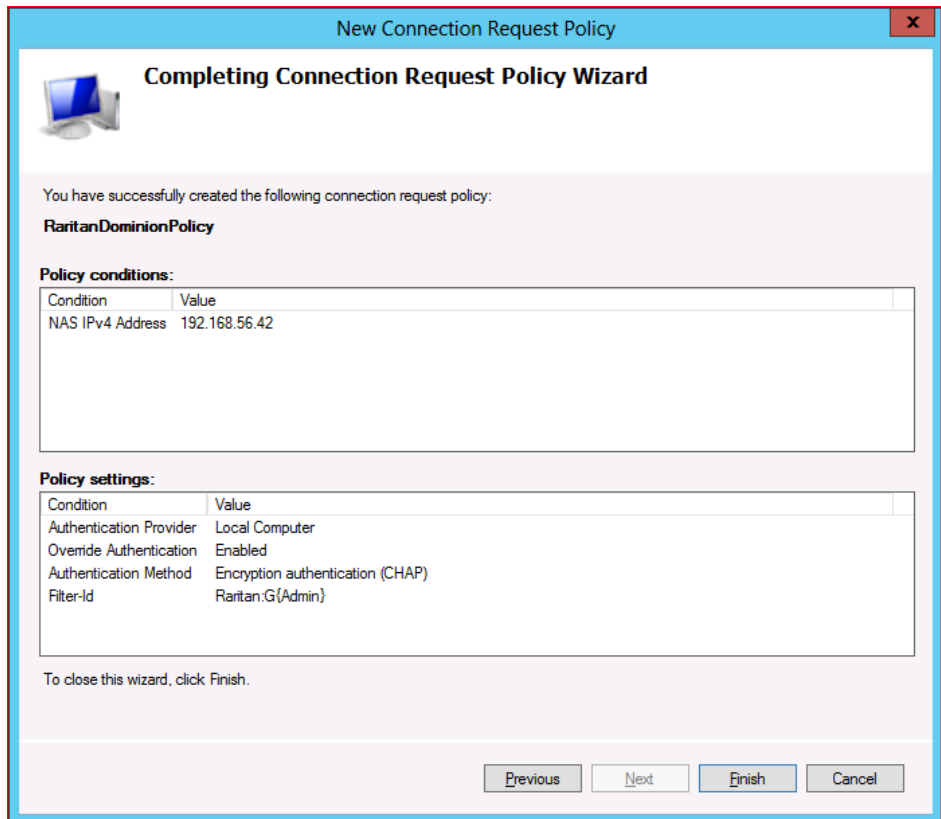 New Connection Request Policy
x
Completing Connection Request Policy Wizard
You have successfully created the following connection request policy:
RaritanDominionPolicy
Policy conditions:
Condition Value
NAS IPv4 Address 192.168.56.42
Policy settings:
Condition Value
Authentication Provider Local Computer
Override Authentication Enabled
Authentication Method Encryption authentication (CHAP)
Filter-Id Raritan:G{Admin}
To close this wizard, click Finish.
Previous Next Finish Cancel